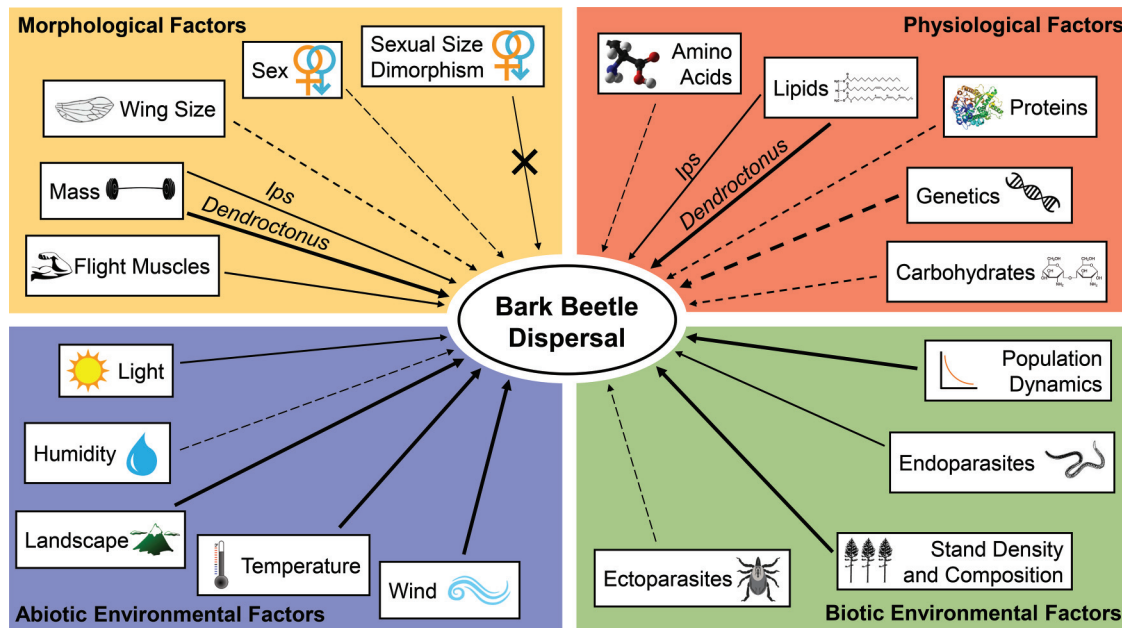 Morphological Factors
Sex
Sexual Size
Dimorphism
Wing Size
Mass
Ips
Dendroctonus
Flight Muscles
Physiological Factors
Amino
Acids
Lipids
Proteins
Ips
Dendroctonus
Genetics
Carbohydrates
Bark Beetle
Dispersal
Light
Humidity
Landscape
Temperature
Wind
Abiotic Environmental Factors
Population
Dynamics
Endoparasites
Stand Density
and Composition
Ectoparasites
Biotic Environmental Factors